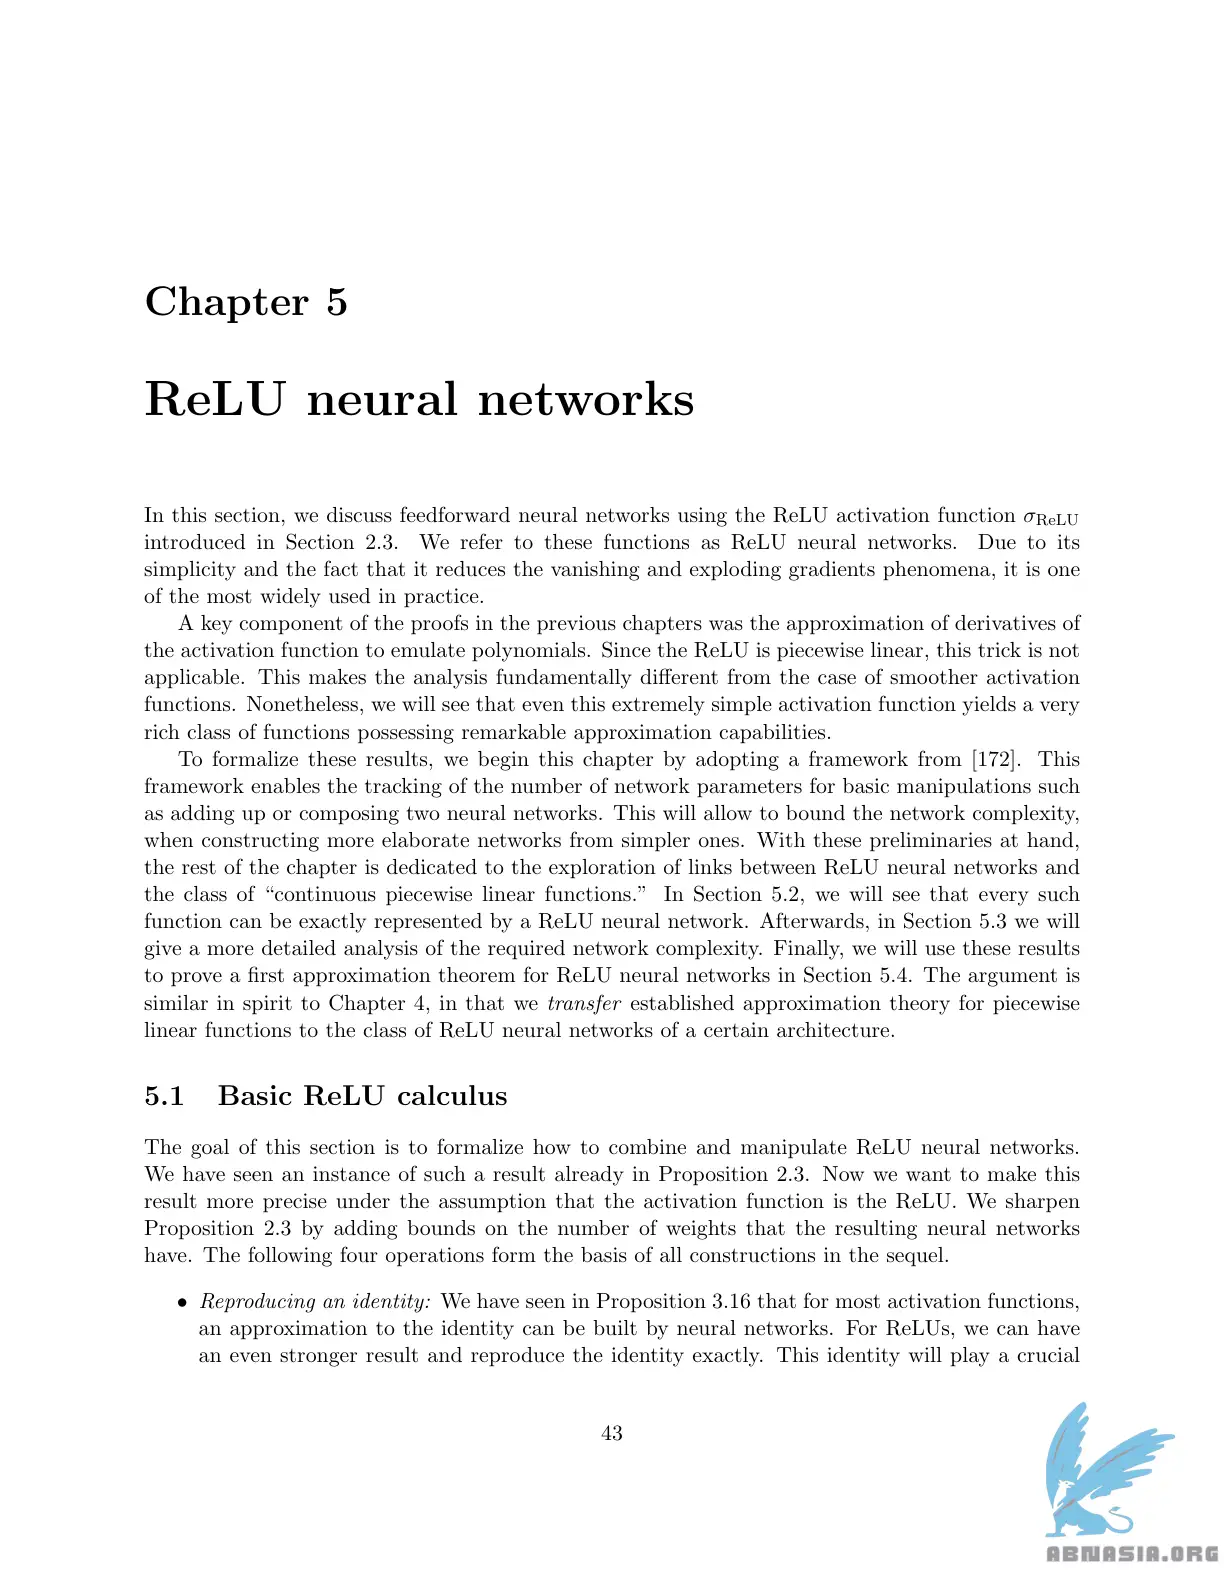 Chapter 5
ReLU neural networks
In this section, we discuss feedforward neural networks using the ReLU activation function σReLU
introduced in Section 2.3. We refer to these functions as ReLU neural networks. Due to its
simplicity and the fact that it reduces the vanishing and exploding gradients phenomena, it is one
of the most widely used in practice.
A key component of the proofs in the previous chapters was the approximation of derivatives of
the activation function to emulate polynomials. Since the ReLU is piecewise linear, this trick is not
applicable. This makes the analysis fundamentally different from the case of smoother activation
functions. Nonetheless, we will see that even this extremely simple activation function yields a very
rich class of functions possessing remarkable approximation capabilities.
To formalize these results, we begin this chapter by adopting a framework from [172]. This
framework enables the tracking of the number of network parameters for basic manipulations such
as adding up or composing two neural networks. This will allow to bound the network complexity,
when constructing more elaborate networks from simpler ones. With these preliminaries at hand,
the rest of the chapter is dedicated to the exploration of links between ReLU neural networks and
the class of “continuous piecewise linear functions.” In Section 5.2, we will see that every such
function can be exactly represented by a ReLU neural network. Afterwards, in Section 5.3 we will
give a more detailed analysis of the required network complexity. Finally, we will use these results
to prove a first approximation theorem for ReLU neural networks in Section 5.4. The argument is
similar in spirit to Chapter 4, in that we transfer established approximation theory for piecewise
linear functions to the class of ReLU neural networks of a certain architecture.
5.1 Basic ReLU calculus
The goal of this section is to formalize how to combine and manipulate ReLU neural networks.
We have seen an instance of such a result already in Proposition 2.3. Now we want to make this
result more precise under the assumption that the activation function is the ReLU. We sharpen
Proposition 2.3 by adding bounds on the number of weights that the resulting neural networks
have. The following four operations form the basis of all constructions in the sequel.
• Reproducing an identity: We have seen in Proposition 3.16 that for most activation functions,
an approximation to the identity can be built by neural networks. For ReLUs, we can have
an even stronger result and reproduce the identity exactly. This identity will play a crucial
43
ABNASIA.ORG